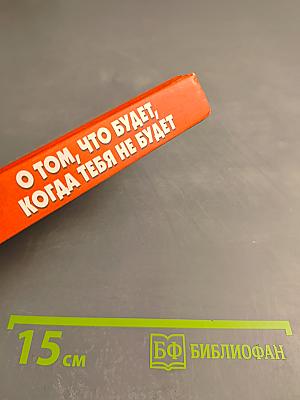 О ТОМ, ЧТО БУДЕТ,
КОГДА ТЕБЯ НЕ БУДЕТ
15 см
БФ БИБЛИОФАН